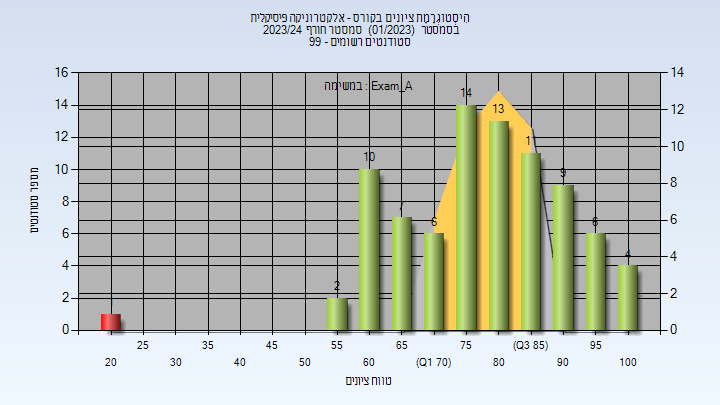 היסטוגרמת ציונים בקורס - אלקטרוניקה פיסיקלית
בסמסטר (01/2023) סמסטר חורף 2023/24
סטודנטים רשומים - 99
במשימה : Exam_A
מספר סטודנטים
16 14 12 10 8 6 4 2 0
14 12 10 8 6 4 2 0
2 10 7 6 14 13 11 9 6 4
25 35 45 55 65 75 (Q3 85) 95
20 30 40 50 60 (Q1 70) 80 90 100
טווח ציונים